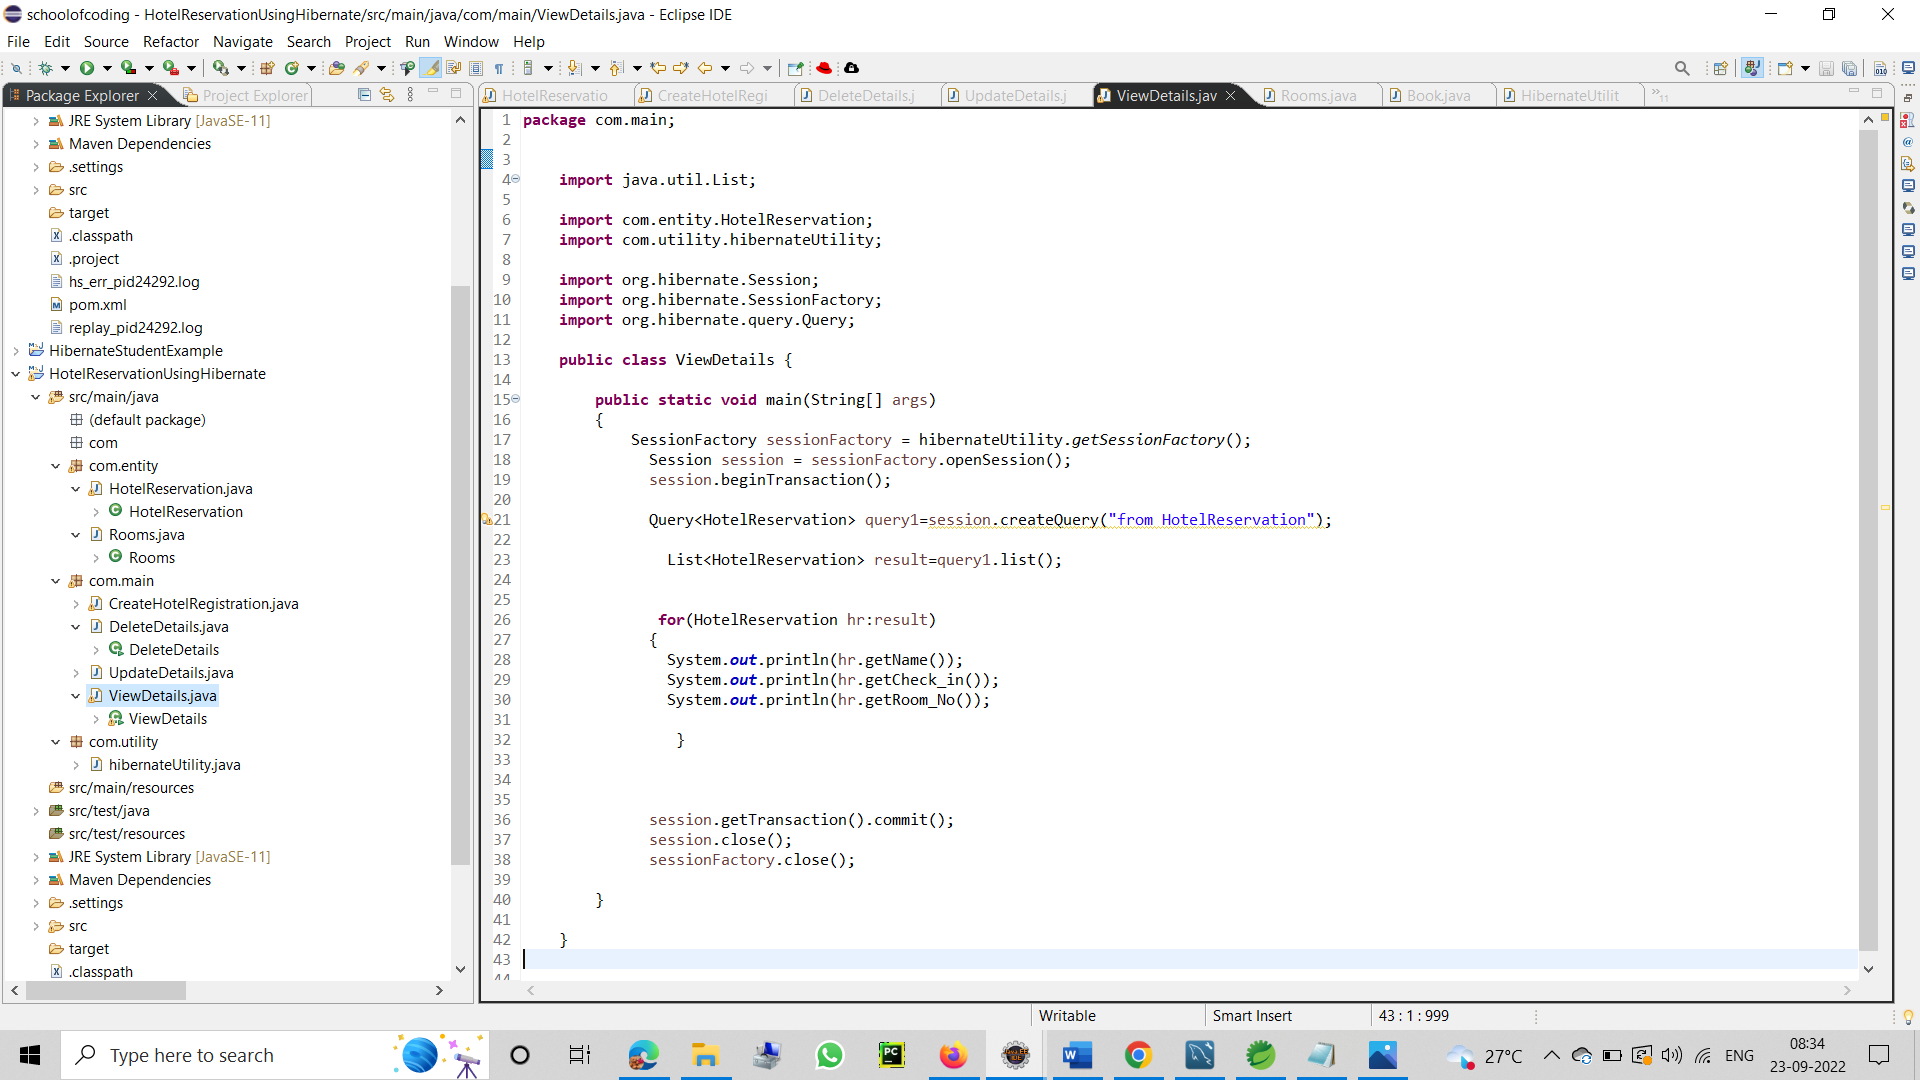 schoolofcoding - HotelReservationUsingHibernate/src/main/java/com/main/ViewDetails.java - Eclipse IDE
File Edit Source Refactor Navigate Search Project Run Window Help
Package Explorer Project Explorer
HotelReservatio CreateHotelRegi DeleteDetails.j UpdateDetails.j ViewDetails.jav Rooms.java Book.java HibernateUtilit »11
JRE System Library [JavaSE-11]
Maven Dependencies
.settings
src
target
.classpath
.project
hs_err_pid24292.log
pom.xml
replay_pid24292.log
HibernateStudentExample
HotelReservationUsingHibernate
src/main/java
(default package)
com
com.entity
HotelReservation.java
HotelReservation
Rooms.java
Rooms
com.main
CreateHotelRegistration.java
DeleteDetails.java
DeleteDetails
UpdateDetails.java
ViewDetails.java
ViewDetails
com.utility
hibernateUtility.java
src/main/resources
src/test/java
src/test/resources
JRE System Library [JavaSE-11]
Maven Dependencies
.settings
src
target
.classpath
1 package com.main;
2
3
4 import java.util.List;
5
6 import com.entity.HotelReservation;
7 import com.utility.hibernateUtility;
8
9 import org.hibernate.Session;
10 import org.hibernate.SessionFactory;
11 import org.hibernate.query.Query;
12
13 public class ViewDetails {
14
15 public static void main(String[] args)
16 {
17 SessionFactory sessionFactory = hibernateUtility.getSessionFactory();
18 Session session = sessionFactory.openSession();
19 session.beginTransaction();
20
21 Query<HotelReservation> query1=session.createQuery("from HotelReservation");
22
23 List<HotelReservation> result=query1.list();
24
25
26 for(HotelReservation hr:result)
27 {
28 System.out.println(hr.getName());
29 System.out.println(hr.getCheck_in());
30 System.out.println(hr.getRoom_No());
31
32 }
33
34
35
36 session.getTransaction().commit();
37 session.close();
38 sessionFactory.close();
39
40 }
41
42 }
43
44
Writable Smart Insert 43 : 1 : 999
Type here to search
27°C ENG
08:34
23-09-2022